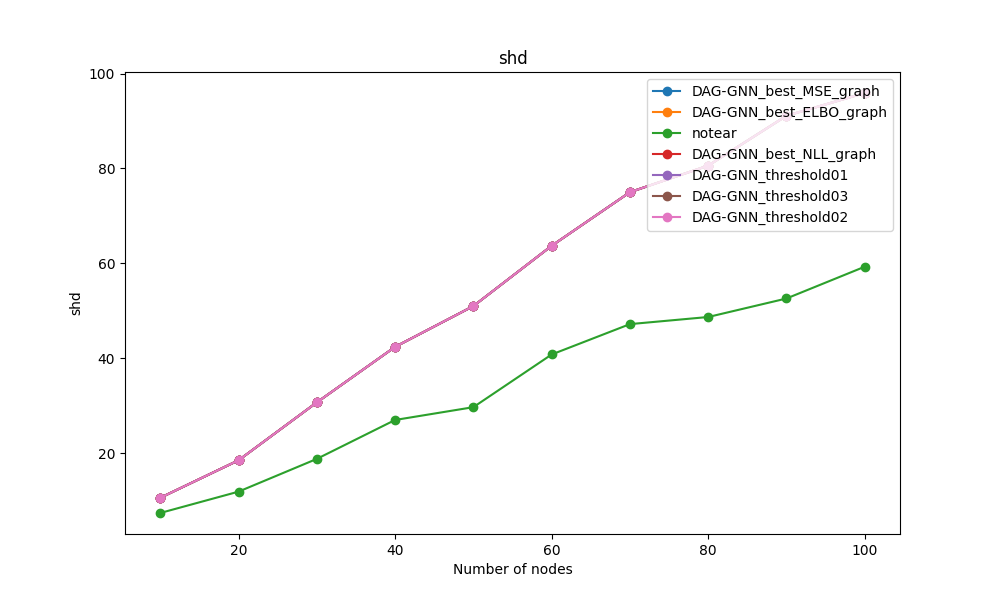 shd
100
80
60
40
20
shd
20
40
60
80
100
Number of nodes
DAG-GNN_best_MSE_graph
DAG-GNN_best_ELBO_graph
notear
DAG-GNN_best_NLL_graph
DAG-GNN_threshold01
DAG-GNN_threshold03
DAG-GNN_threshold02